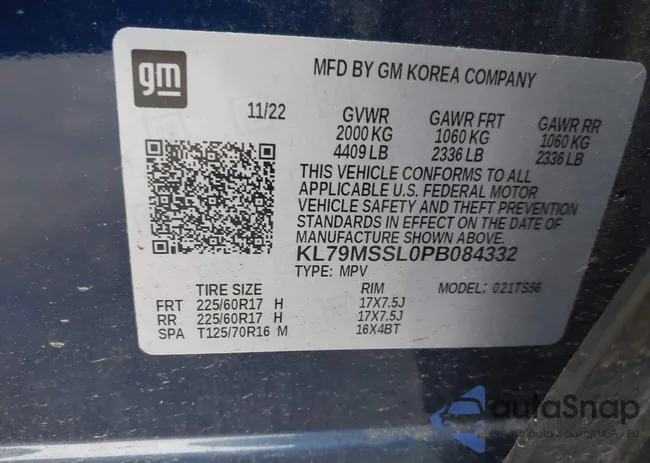 gm
MFD BY GM KOREA COMPANY
11/22 GVWR GAWR FRT GAWR RR
2000 KG 1060 KG 1060 KG
4409 LB 2336 LB 2336 LB
THIS VEHICLE CONFORMS TO ALL
APPLICABLE U.S. FEDERAL MOTOR
VEHICLE SAFETY AND THEFT PREVENTION
STANDARDS IN EFFECT ON THE DATE OF
MANUFACTURE SHOWN ABOVE.
KL79MSSL0PB084332
TYPE: MPV
TIRE SIZE RIM MODEL: 021TS56
FRT 225/60R17 H 17X7.5J
RR 225/60R17 H 17X7.5J
SPA T125/70R16 M 16X4BT
autoSnap
USA - EU